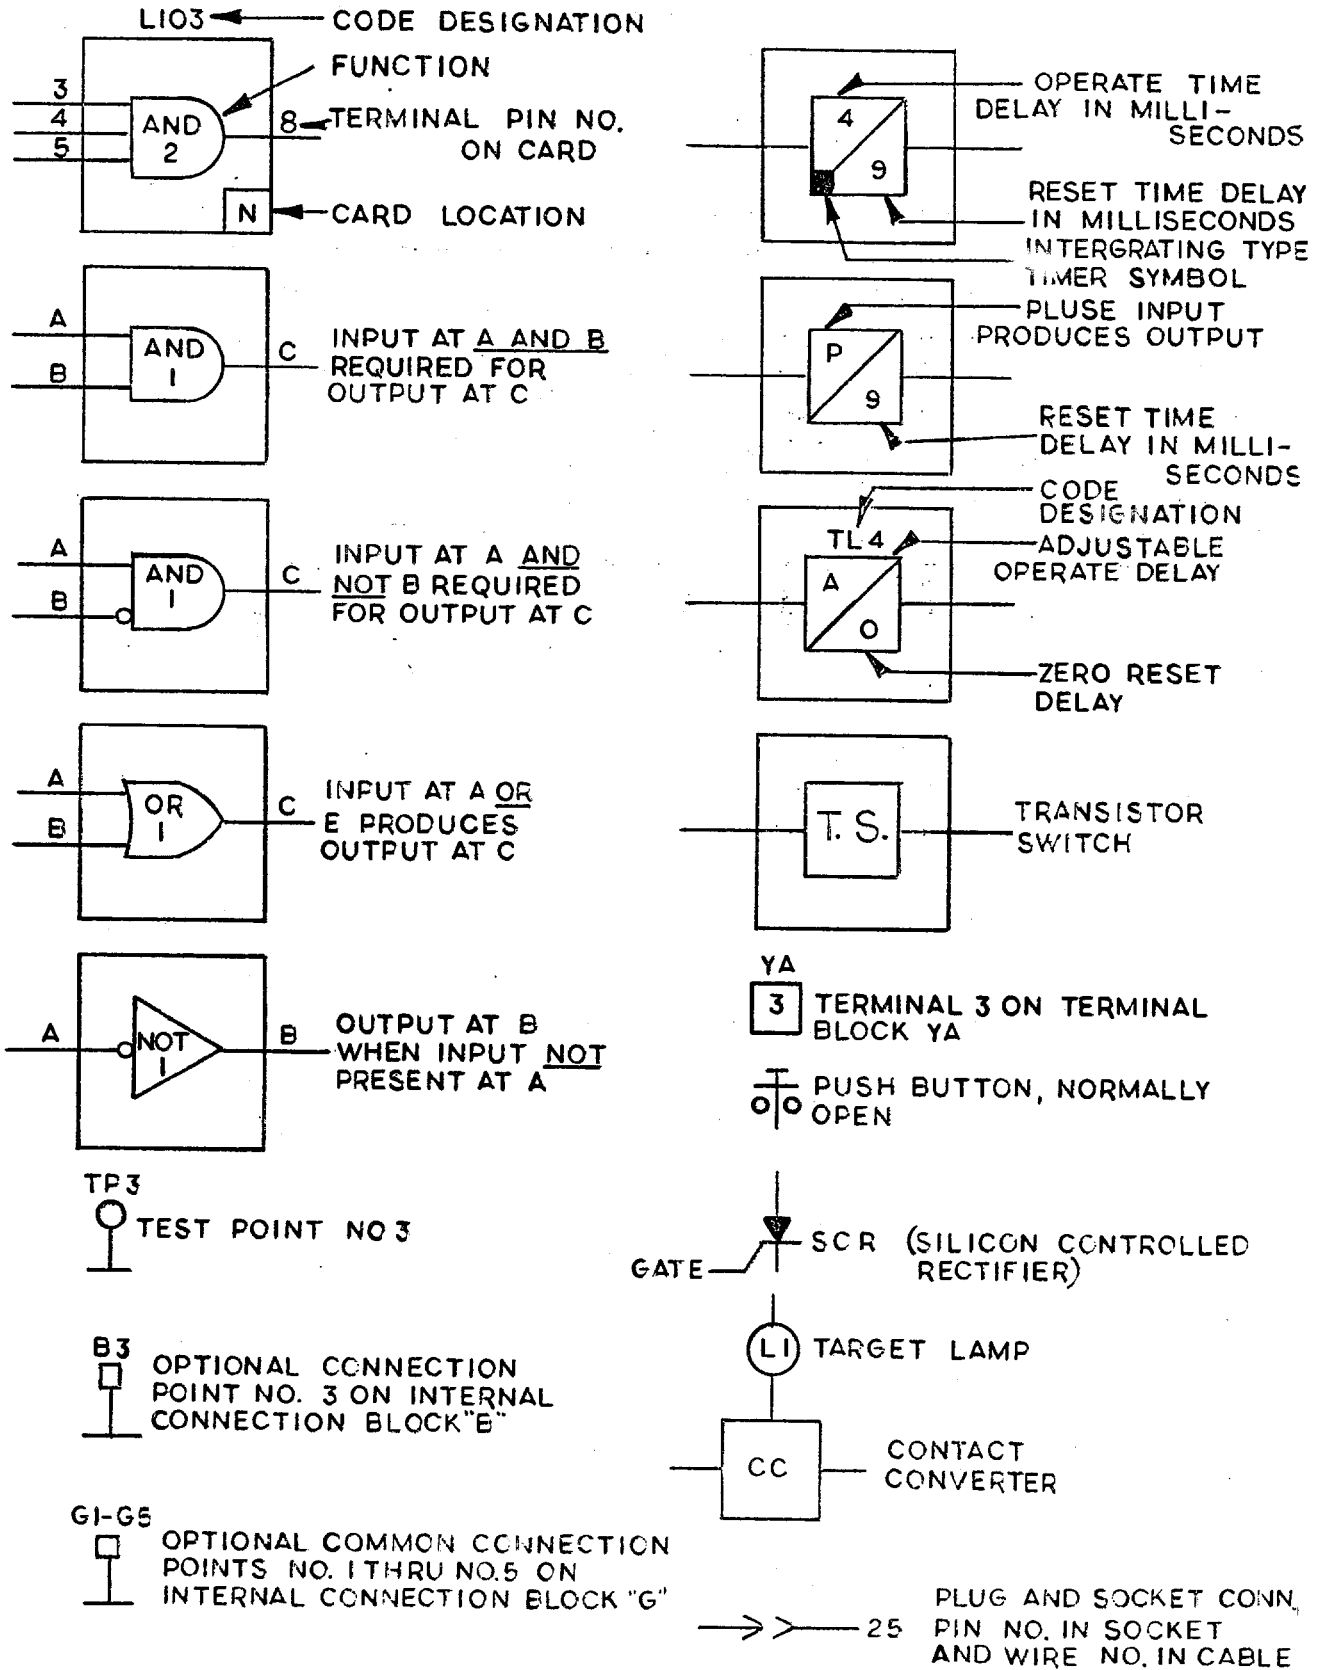 L103
CODE DESIGNATION
FUNCTION
3
4
5
AND
2
8
TERMINAL PIN NO.
ON CARD
N
CARD LOCATION
A
B
AND
1
C
INPUT AT A AND B
REQUIRED FOR
OUTPUT AT C
A
B
AND
1
C
INPUT AT A AND
NOT B REQUIRED
FOR OUTPUT AT C
A
B
OR
1
C
INPUT AT A OR
E PRODUCES
OUTPUT AT C
A
NOT
1
B
OUTPUT AT B
WHEN INPUT NOT
PRESENT AT A
TP3
TEST POINT NO 3
B3
OPTIONAL CONNECTION
POINT NO. 3 ON INTERNAL
CONNECTION BLOCK "B"
G1-G5
OPTIONAL COMMON CONNECTION
POINTS NO. 1 THRU NO. 5 ON
INTERNAL CONNECTION BLOCK "G"
4
9
OPERATE TIME
DELAY IN MILLI-
SECONDS
RESET TIME DELAY
IN MILLISECONDS
INTERGRATING TYPE
TIMER SYMBOL
P
9
PLUSE INPUT
PRODUCES OUTPUT
RESET TIME
DELAY IN MILLI-
SECONDS
CODE
DESIGNATION
TL4
A
0
ADJUSTABLE
OPERATE DELAY
ZERO RESET
DELAY
T. S.
TRANSISTOR
SWITCH
YA
3
TERMINAL 3 ON TERMINAL
BLOCK YA
PUSH BUTTON, NORMALLY
OPEN
GATE
SCR (SILICON CONTROLLED
RECTIFIER)
L1
TARGET LAMP
CC
CONTACT
CONVERTER
25
PLUG AND SOCKET CONN.
PIN NO. IN SOCKET
AND WIRE NO. IN CABLE